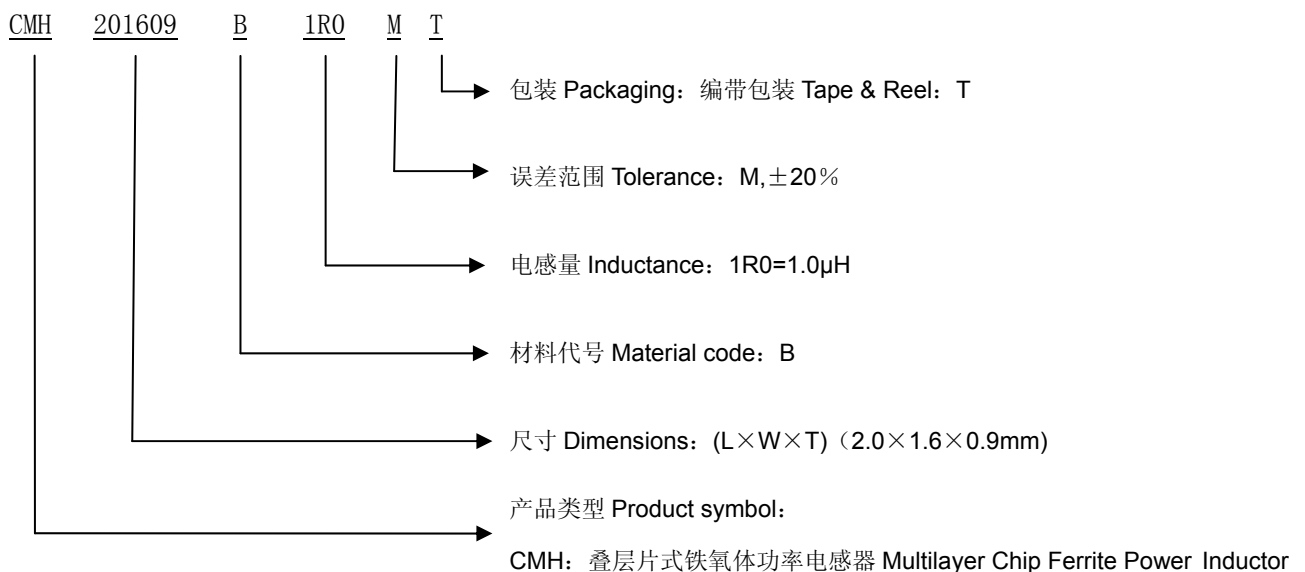 CMH 201609 B 1R0 M T
包装 Packaging：编带包装 Tape & Reel：T
误差范围 Tolerance：M,±20％
电感量 Inductance：1R0=1.0μH
材料代号 Material code：B
尺寸 Dimensions：(L×W×T)（2.0×1.6×0.9mm)
产品类型 Product symbol：
CMH：叠层片式铁氧体功率电感器 Multilayer Chip Ferrite Power Inductor